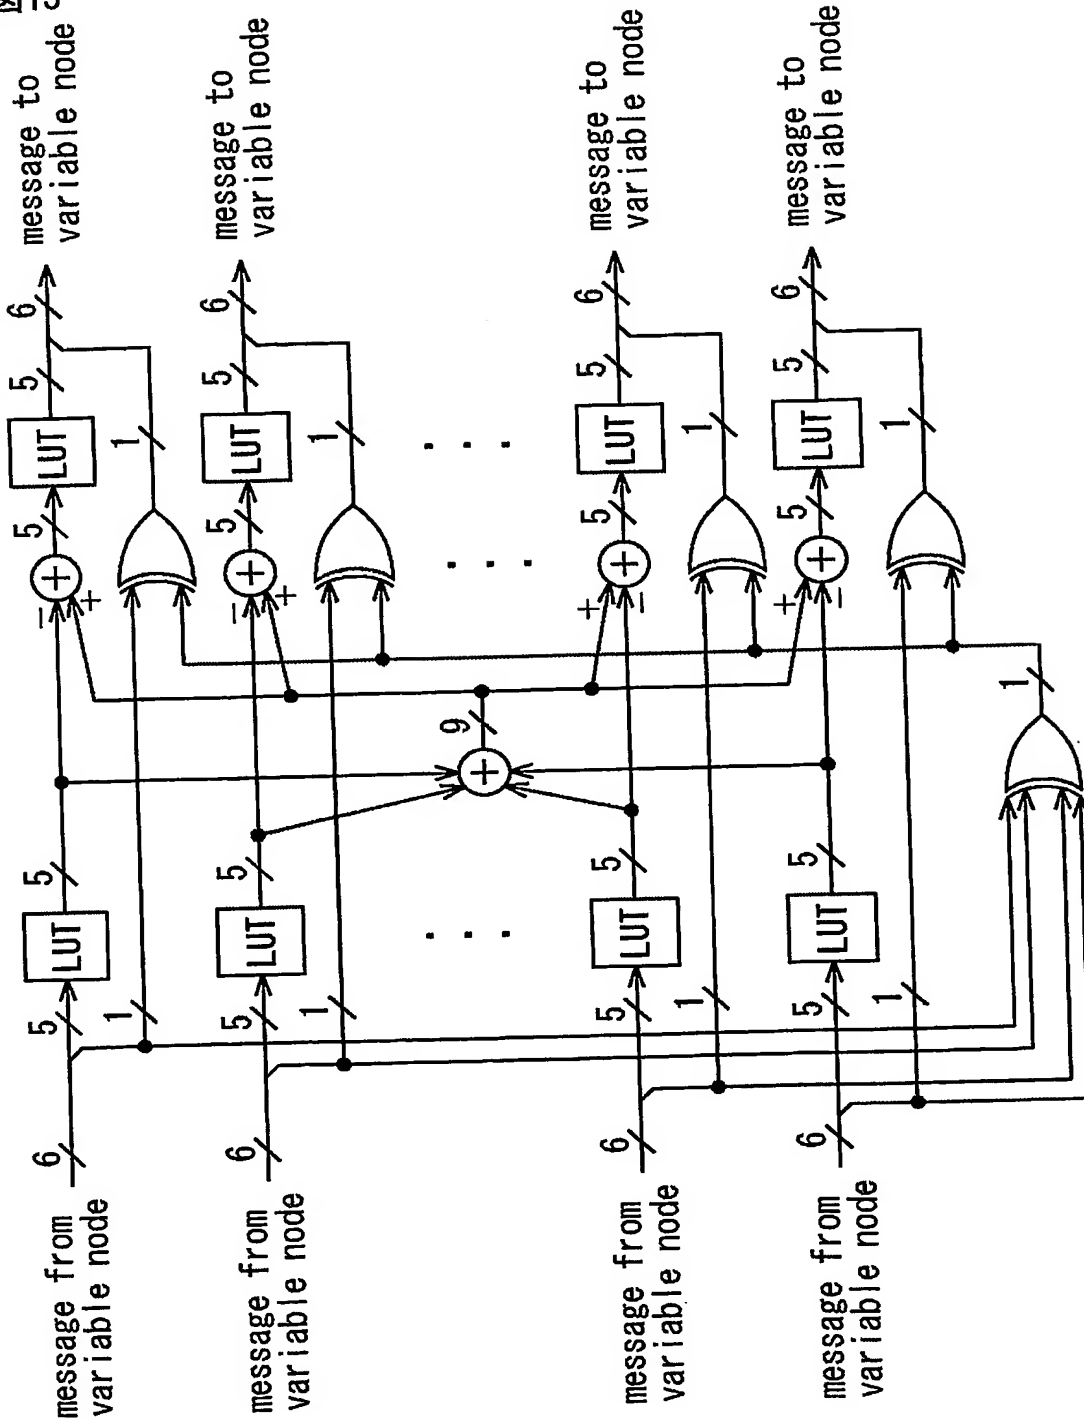 message from
variable node
6
5
LUT
5
−
+
+
5
LUT
5
6
message to
variable node
1
1
message from
variable node
6
5
LUT
5
−
+
+
5
LUT
5
6
message to
variable node
1
1
9
+
message from
variable node
6
5
LUT
5
+
−
+
5
LUT
5
6
message to
variable node
1
1
message from
variable node
6
5
LUT
5
+
−
+
5
LUT
5
6
message to
variable node
1
1
1